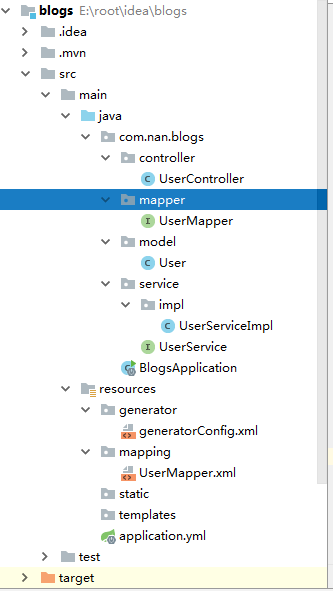 blogs E:\root\idea\blogs
.idea
.mvn
src
main
java
com.nan.blogs
controller
UserController
mapper
UserMapper
model
User
service
impl
UserServiceImpl
UserService
BlogsApplication
resources
generator
generatorConfig.xml
mapping
UserMapper.xml
static
templates
application.yml
test
target